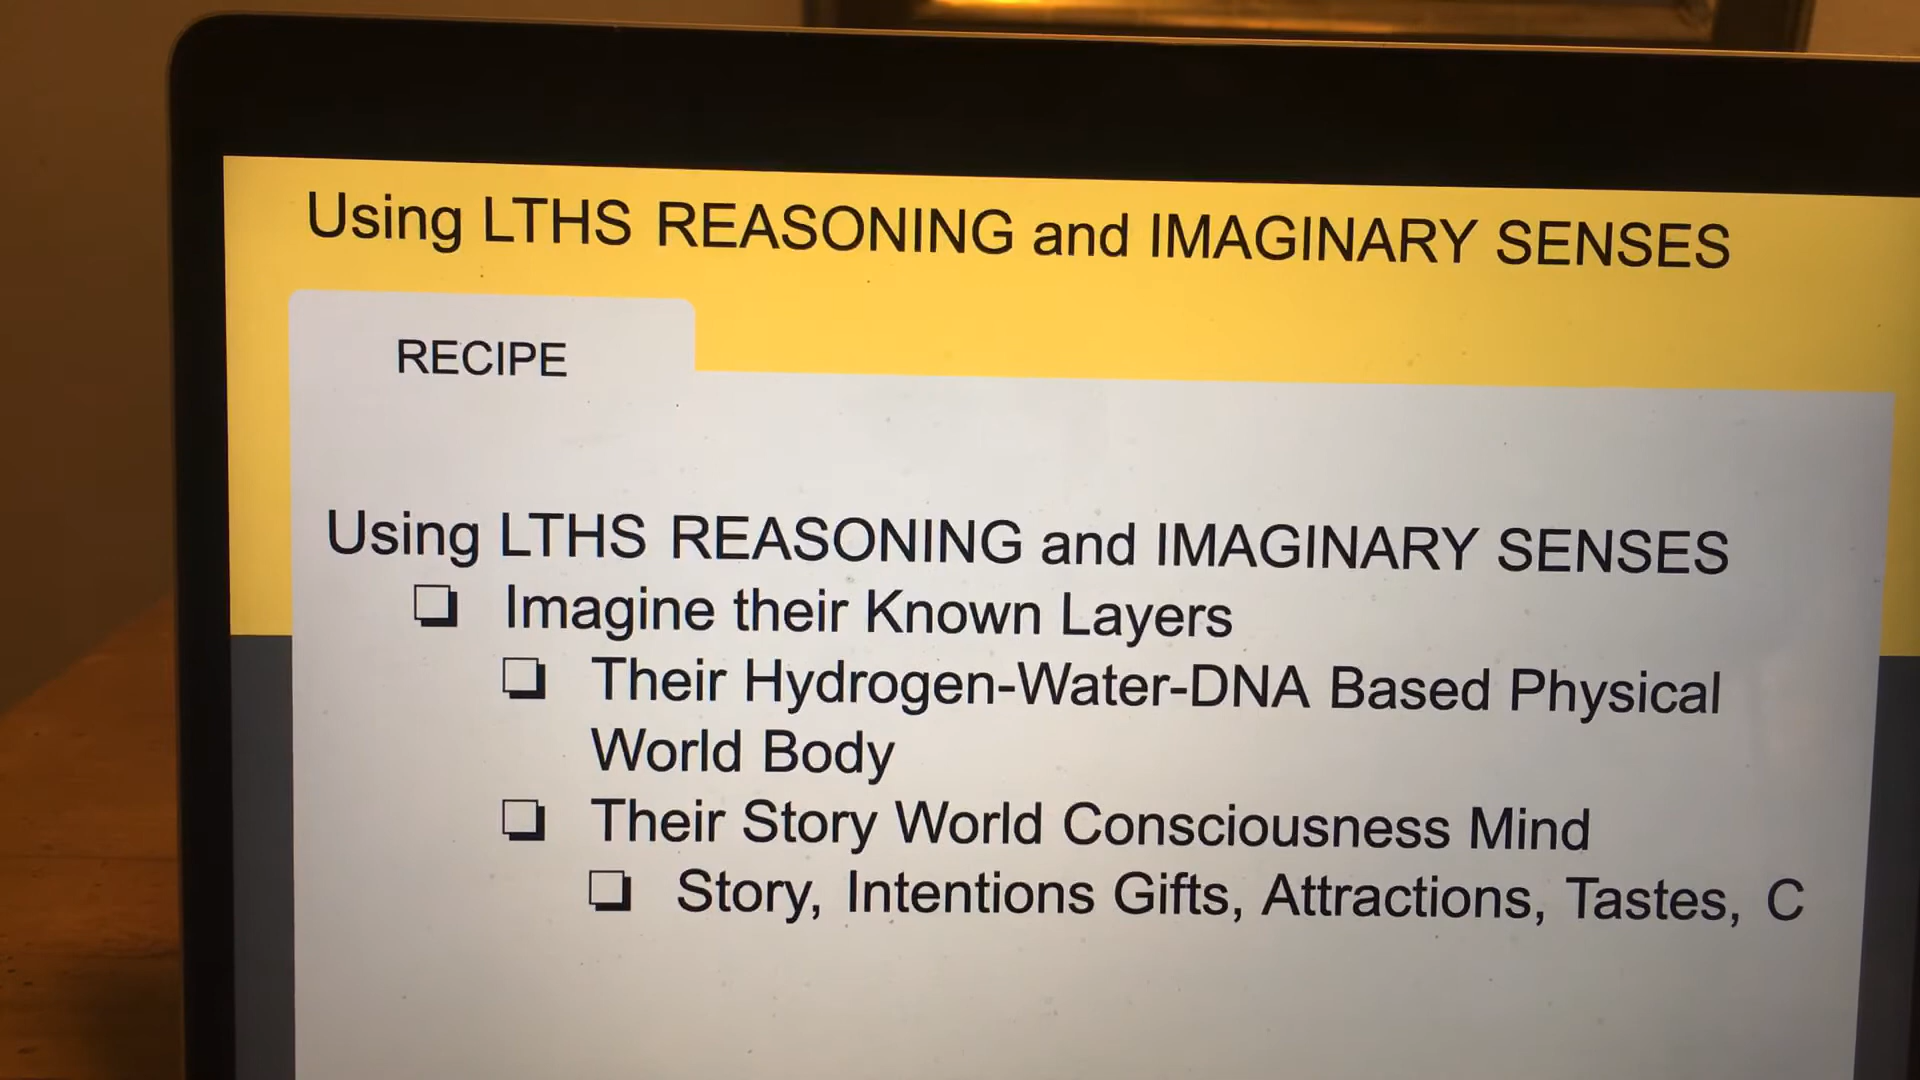 Using LTHS REASONING and IMAGINARY SENSES
RECIPE
Using LTHS REASONING and IMAGINARY SENSES
Imagine their Known Layers
Their Hydrogen-Water-DNA Based Physical
World Body
Their Story World Consciousness Mind
Story, Intentions Gifts, Attractions, Tastes, C